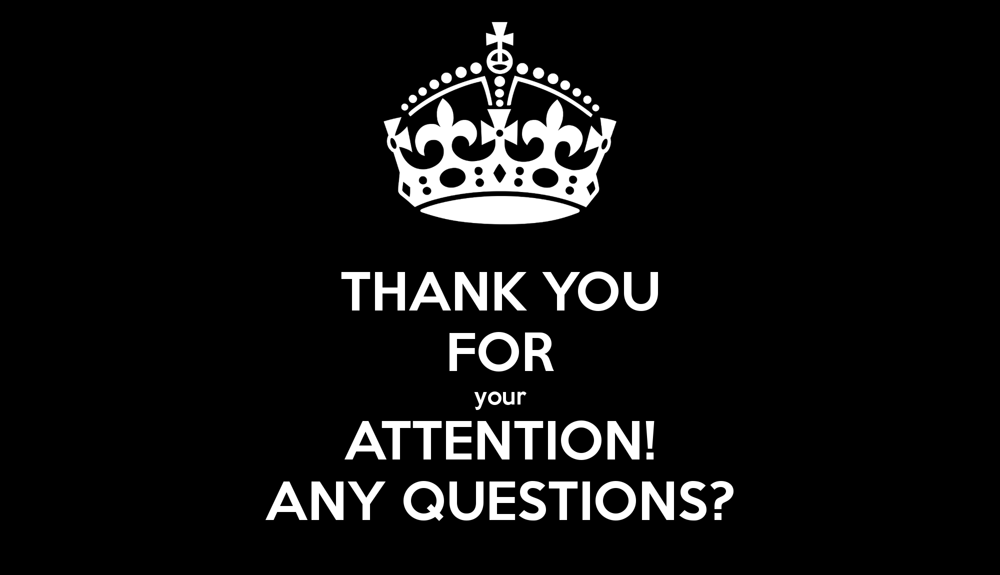 THANK YOU
FOR
your
ATTENTION!
ANY QUESTIONS?